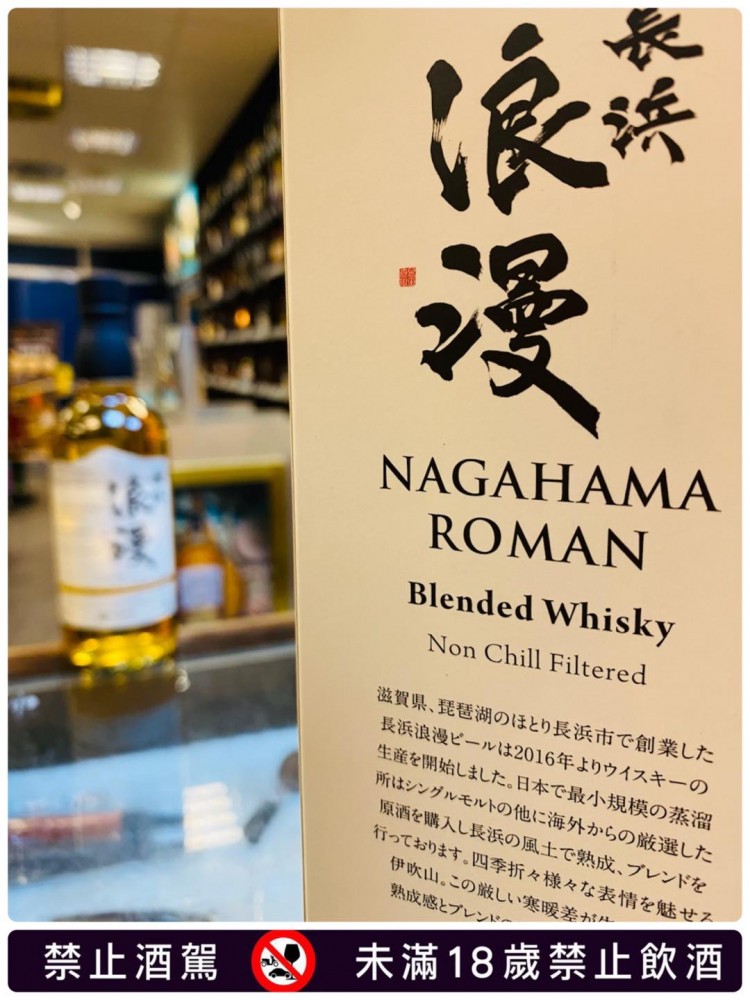 長浜
浪漫
NAGAHAMA
ROMAN
Blended Whisky
Non Chill Filtered
滋賀県、琵琶湖のほとり長浜市で創業した
長浜浪漫ビールは2016年よりウイスキーの
生産を開始しました。日本で最小規模の蒸溜
所はシングルモルトの他に海外からの厳選した
原酒を購入し長浜の風土で熟成、ブレンドを
行っております。四季折々様々な表情を魅せる
伊吹山。この厳しい寒暖差が
熟成感とブレンドの
浪漫
禁止酒駕
未滿18歲禁止飲酒